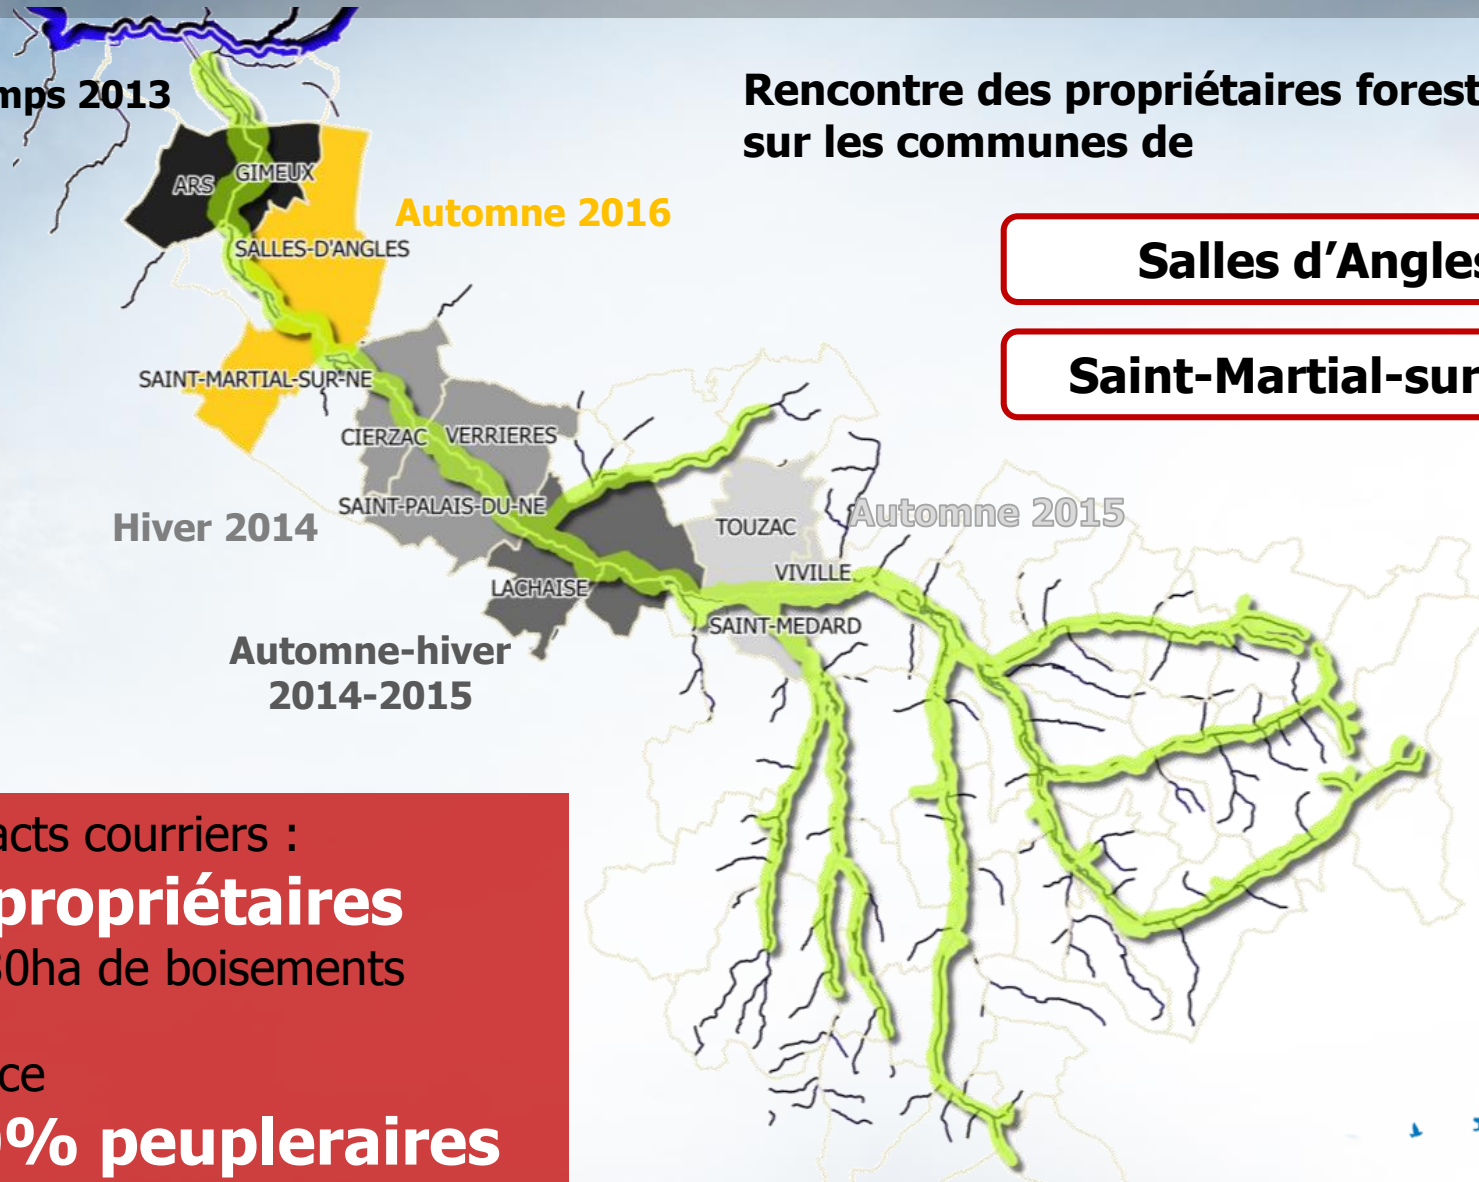 mps 2013
Rencontre des propriétaires forest
sur les communes de
ARS
GIMEUX
Automne 2016
SALLES-D'ANGLES
Salles d’Angles
SAINT-MARTIAL-SUR-NE
Saint-Martial-sur
CIERZAC
VERRIERES
SAINT-PALAIS-DU-NE
Hiver 2014
TOUZAC
Automne 2015
VIVILLE
LACHAISE
SAINT-MEDARD
Automne-hiver
2014-2015
acts courriers :
propriétaires
30ha de boisements
ce
% peupleraires